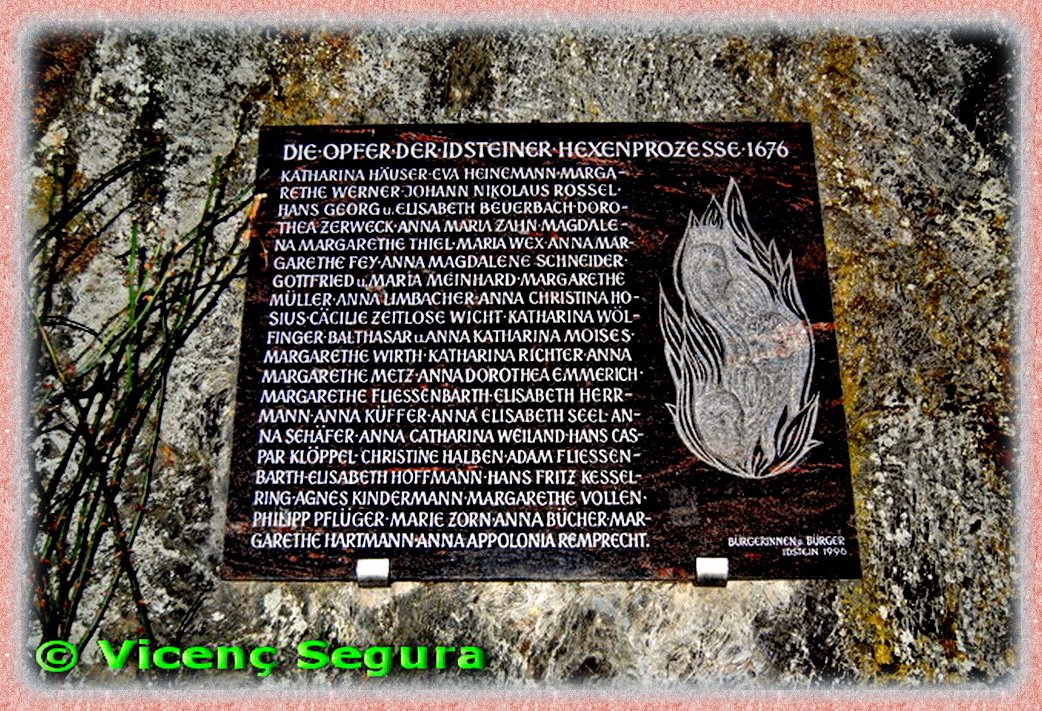 DIE·OPFER·DER·IDSTEINER·HEXENPROZESSE·1676
KATHARINA HÄUSER·EVA HEINEMANN·MARGA-
RETHE WERNER·JOHANN NIKOLAUS ROSSEL·
HANS GEORG u. ELISABETH BEUERBACH·DORO-
THEA ZERWECK·ANNA MARIA ZAHN·MAGDALE-
NA MARGARETHE THIEL·MARIA WEX·ANNA MAR-
GARETHE FEY·ANNA MAGDALENE SCHNEIDER·
GOTTFRIED u. MARIA MEINHARD·MARGARETHE
MÜLLER·ANNA LIMBACHER·ANNA CHRISTINA HO-
SIUS·CÄCILIE ZEITLOSE WICHT·KATHARINA WÖL-
FINGER·BALTHASAR u. ANNA KATHARINA MOISES·
MARGARETHE WIRTH·KATHARINA RICHTER·ANNA
MARGARETHE METZ·ANNA DOROTHEA EMMERICH·
MARGARETHE FLIESSENBARTH·ELISABETH HERR-
MANN·ANNA KÜFFER·ANNA ELISABETH SEEL·AN-
NA SCHÄFER·ANNA CATHARINA WEILAND·HANS CAS-
PAR KLÖPPEL·CHRISTINE HALBEN·ADAM FLIESSEN-
BARTH·ELISABETH HOFFMANN·HANS FRITZ KESSEL-
RING·AGNES KINDERMANN·MARGARETHE VOLLEN·
PHILIPP PFLÜGER·MARIE ZORN·ANNA BÜCHER·MAR-
GARETHE HARTMANN·ANNA APPOLONIA REMPRECHT.
BÜRGERINNEN u. BÜRGER
IDSTEIN 1996
© Vicenç Segura